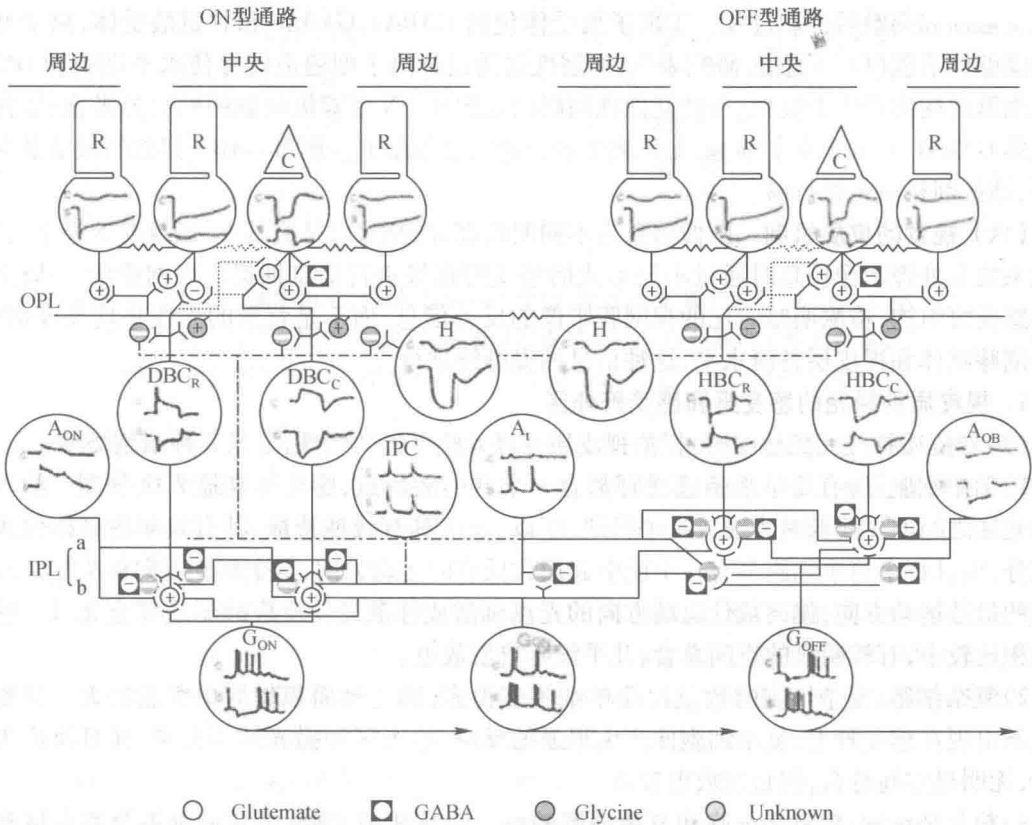 ON型通路 OFF型通路
周边 中央 周边 周边 中央 周边
R R C R R R C R
OPL
H H
DBC_R DBC_C HBC_R HBC_C
A_ON IPC A_I A_OB
IPL a
b
G_ON G_OFF
Glutemate GABA Glycine Unknown